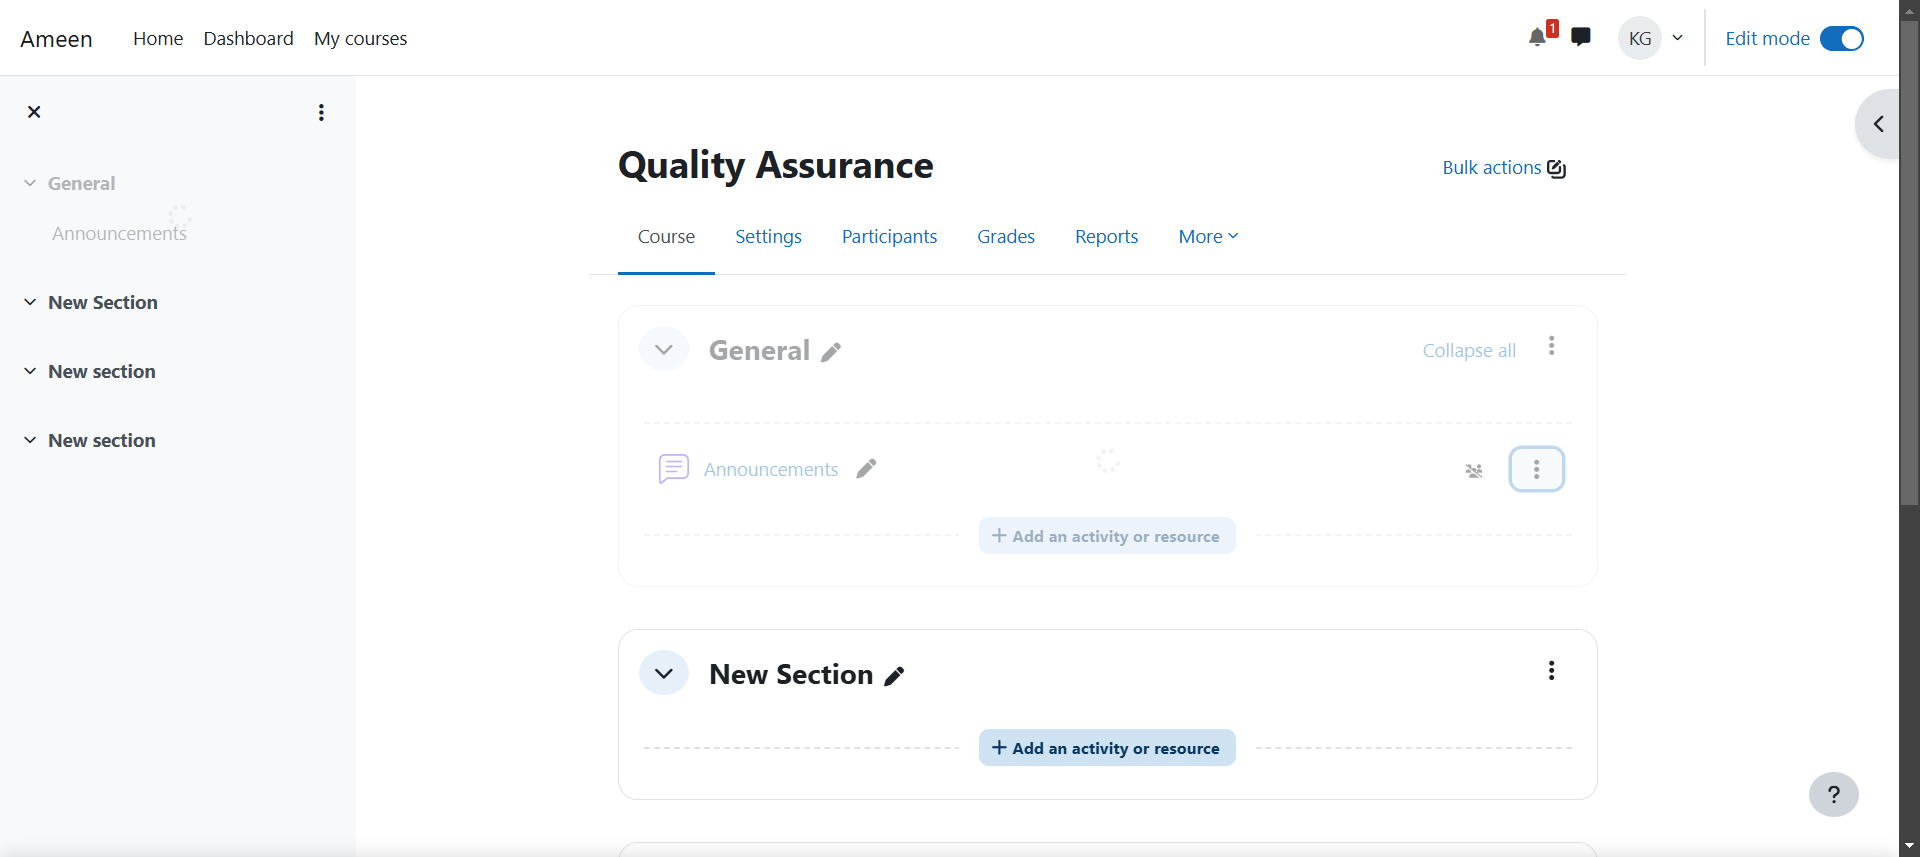 Ameen Home Dashboard My courses 1 KG Edit mode
General
Announcements
New Section
New section
New section
Quality Assurance
Bulk actions
Course Settings Participants Grades Reports More
General
Collapse all
Announcements
+ Add an activity or resource
New Section
+ Add an activity or resource
?